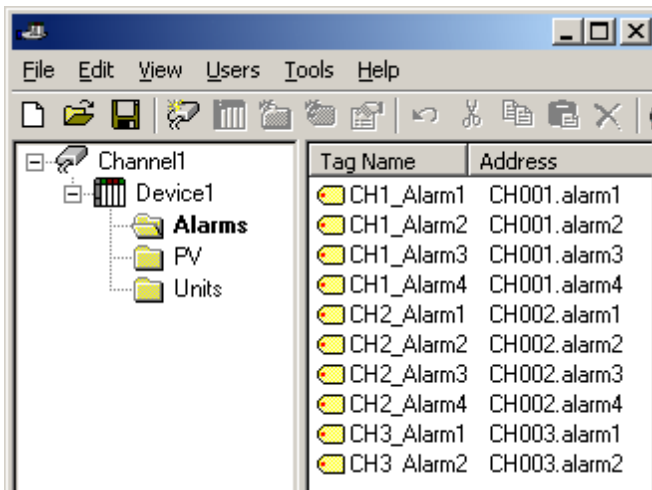 File Edit View Users Tools Help
Channel1
Device1
Alarms
PV
Units
Tag Name Address
CH1_Alarm1 CH001.alarm1
CH1_Alarm2 CH001.alarm2
CH1_Alarm3 CH001.alarm3
CH1_Alarm4 CH001.alarm4
CH2_Alarm1 CH002.alarm1
CH2_Alarm2 CH002.alarm2
CH2_Alarm3 CH002.alarm3
CH2_Alarm4 CH002.alarm4
CH3_Alarm1 CH003.alarm1
CH3 Alarm2 CH003.alarm2